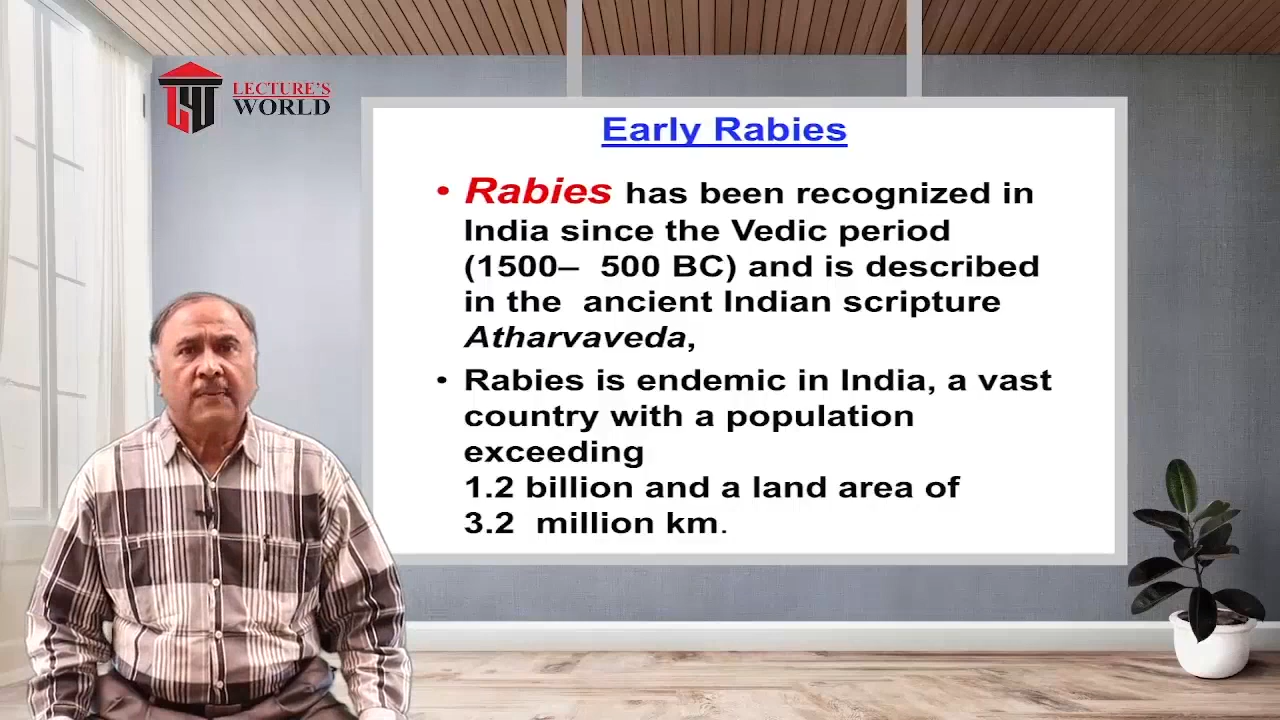 LECTURE'S
WORLD
Early Rabies
• Rabies has been recognized in
India since the Vedic period
(1500– 500 BC) and is described
in the ancient Indian scripture
Atharvaveda,
• Rabies is endemic in India, a vast
country with a population
exceeding
1.2 billion and a land area of
3.2 million km.